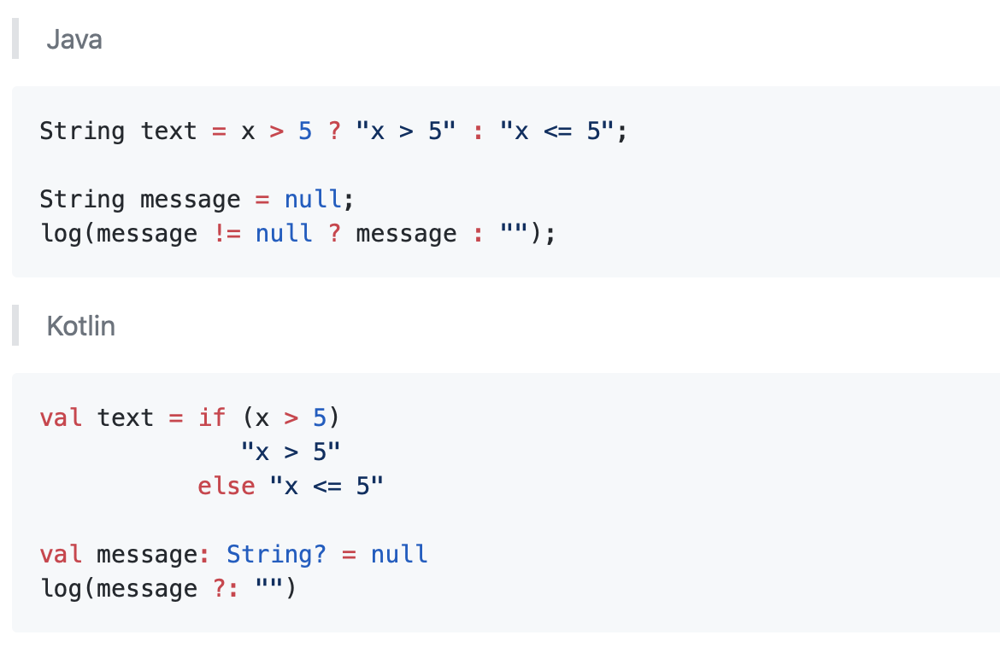 Java
String text = x > 5 ? "x > 5" : "x <= 5";
String message = null;
log(message != null ? message : "");
Kotlin
val text = if (x > 5)
"x > 5"
else "x <= 5"
val message: String? = null
log(message ?: "")